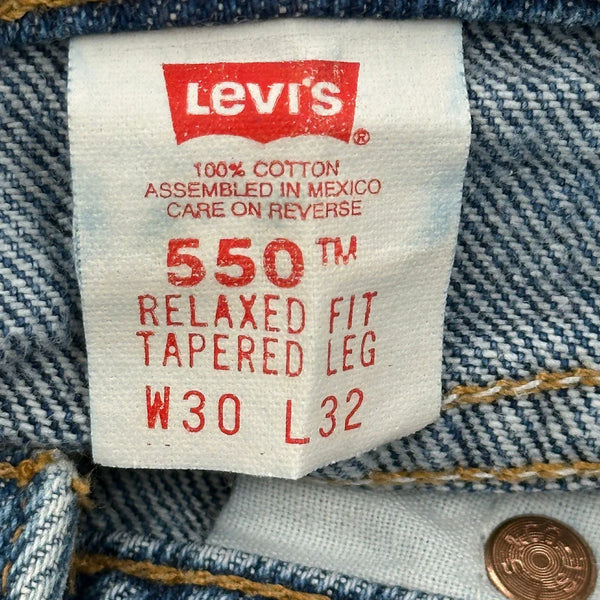 Levi's ®
100% COTTON
ASSEMBLED IN MEXICO
CARE ON REVERSE
550™
RELAXED FIT
TAPERED LEG
W30 L32